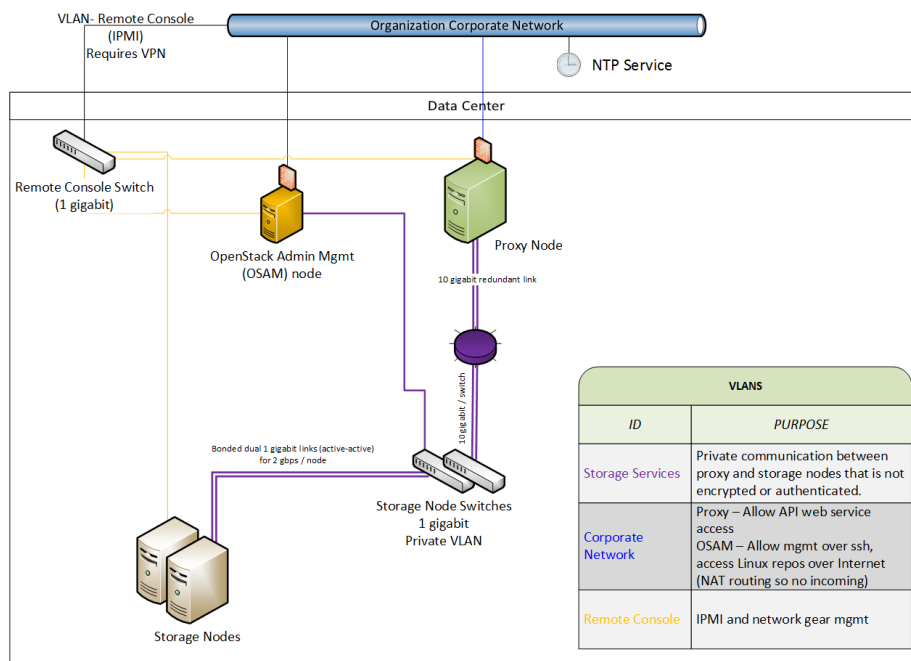 VLAN- Remote Console
(IPMI)
Requires VPN
Organization Corporate Network
NTP Service
Data Center
Remote Console Switch
(1 gigabit)
OpenStack Admin Mgmt
(OSAM) node
Proxy Node
10 gigabit redundant link
10 gigabit / switch
Bonded dual 1 gigabit links (active-active)
for 2 gbps / node
Storage Node Switches
1 gigabit
Private VLAN
Storage Nodes
VLANS
ID
PURPOSE
Storage Services
Private communication between
proxy and storage nodes that is not
encrypted or authenticated.
Corporate
Network
Proxy – Allow API web service
access
OSAM – Allow mgmt over ssh,
access Linux repos over Internet
(NAT routing so no incoming)
Remote Console
IPMI and network gear mgmt